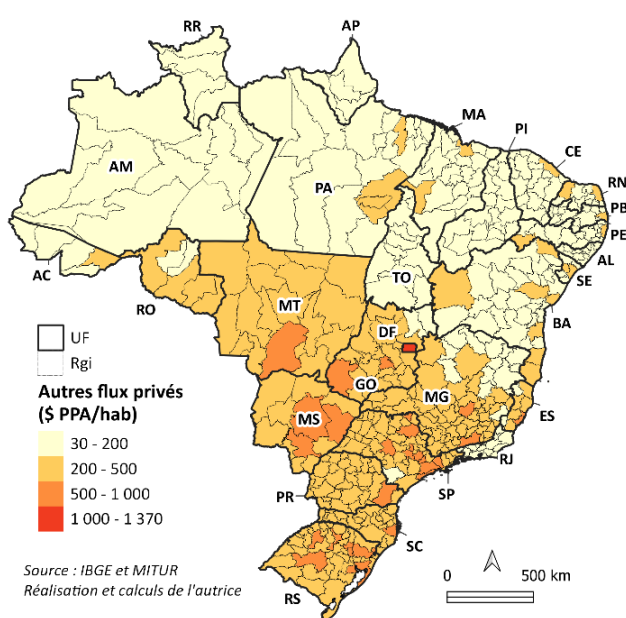 RR
AP
MA
PI
CE
RN
PB
PE
AL
SE
BA
AM
PA
AC
RO
TO
MT
DF
GO
MG
ES
MS
RJ
SP
PR
SC
RS
UF
Rgi
Autres flux privés
($ PPA/hab)
30 - 200
200 - 500
500 - 1 000
1 000 - 1 370
Source : IBGE et MITUR
Réalisation et calculs de l'autrice
0 500 km